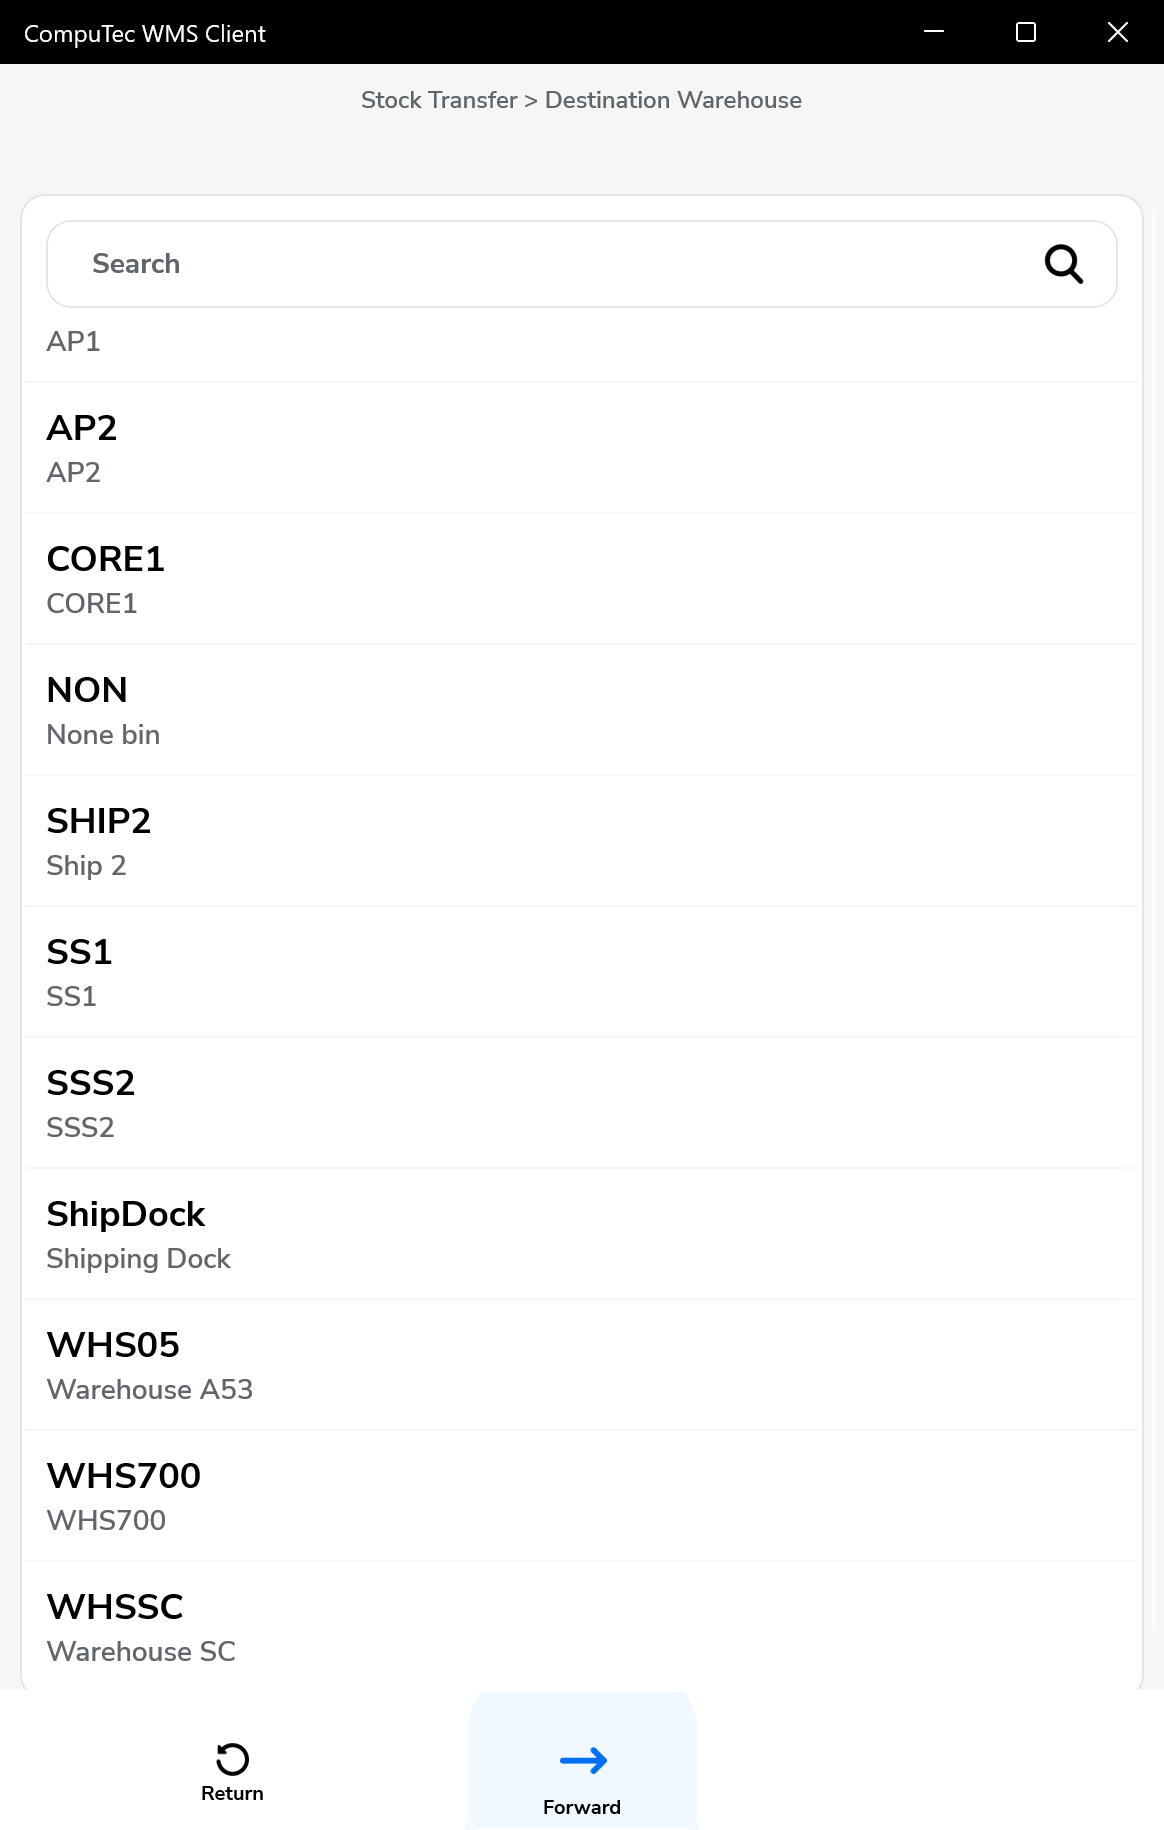 CompuTec WMS Client
Stock Transfer > Destination Warehouse
Search
AP1
AP2
AP2
CORE1
CORE1
NON
None bin
SHIP2
Ship 2
SS1
SS1
SSS2
SSS2
ShipDock
Shipping Dock
WHS05
Warehouse A53
WHS700
WHS700
WHSSC
Warehouse SC
Return
Forward